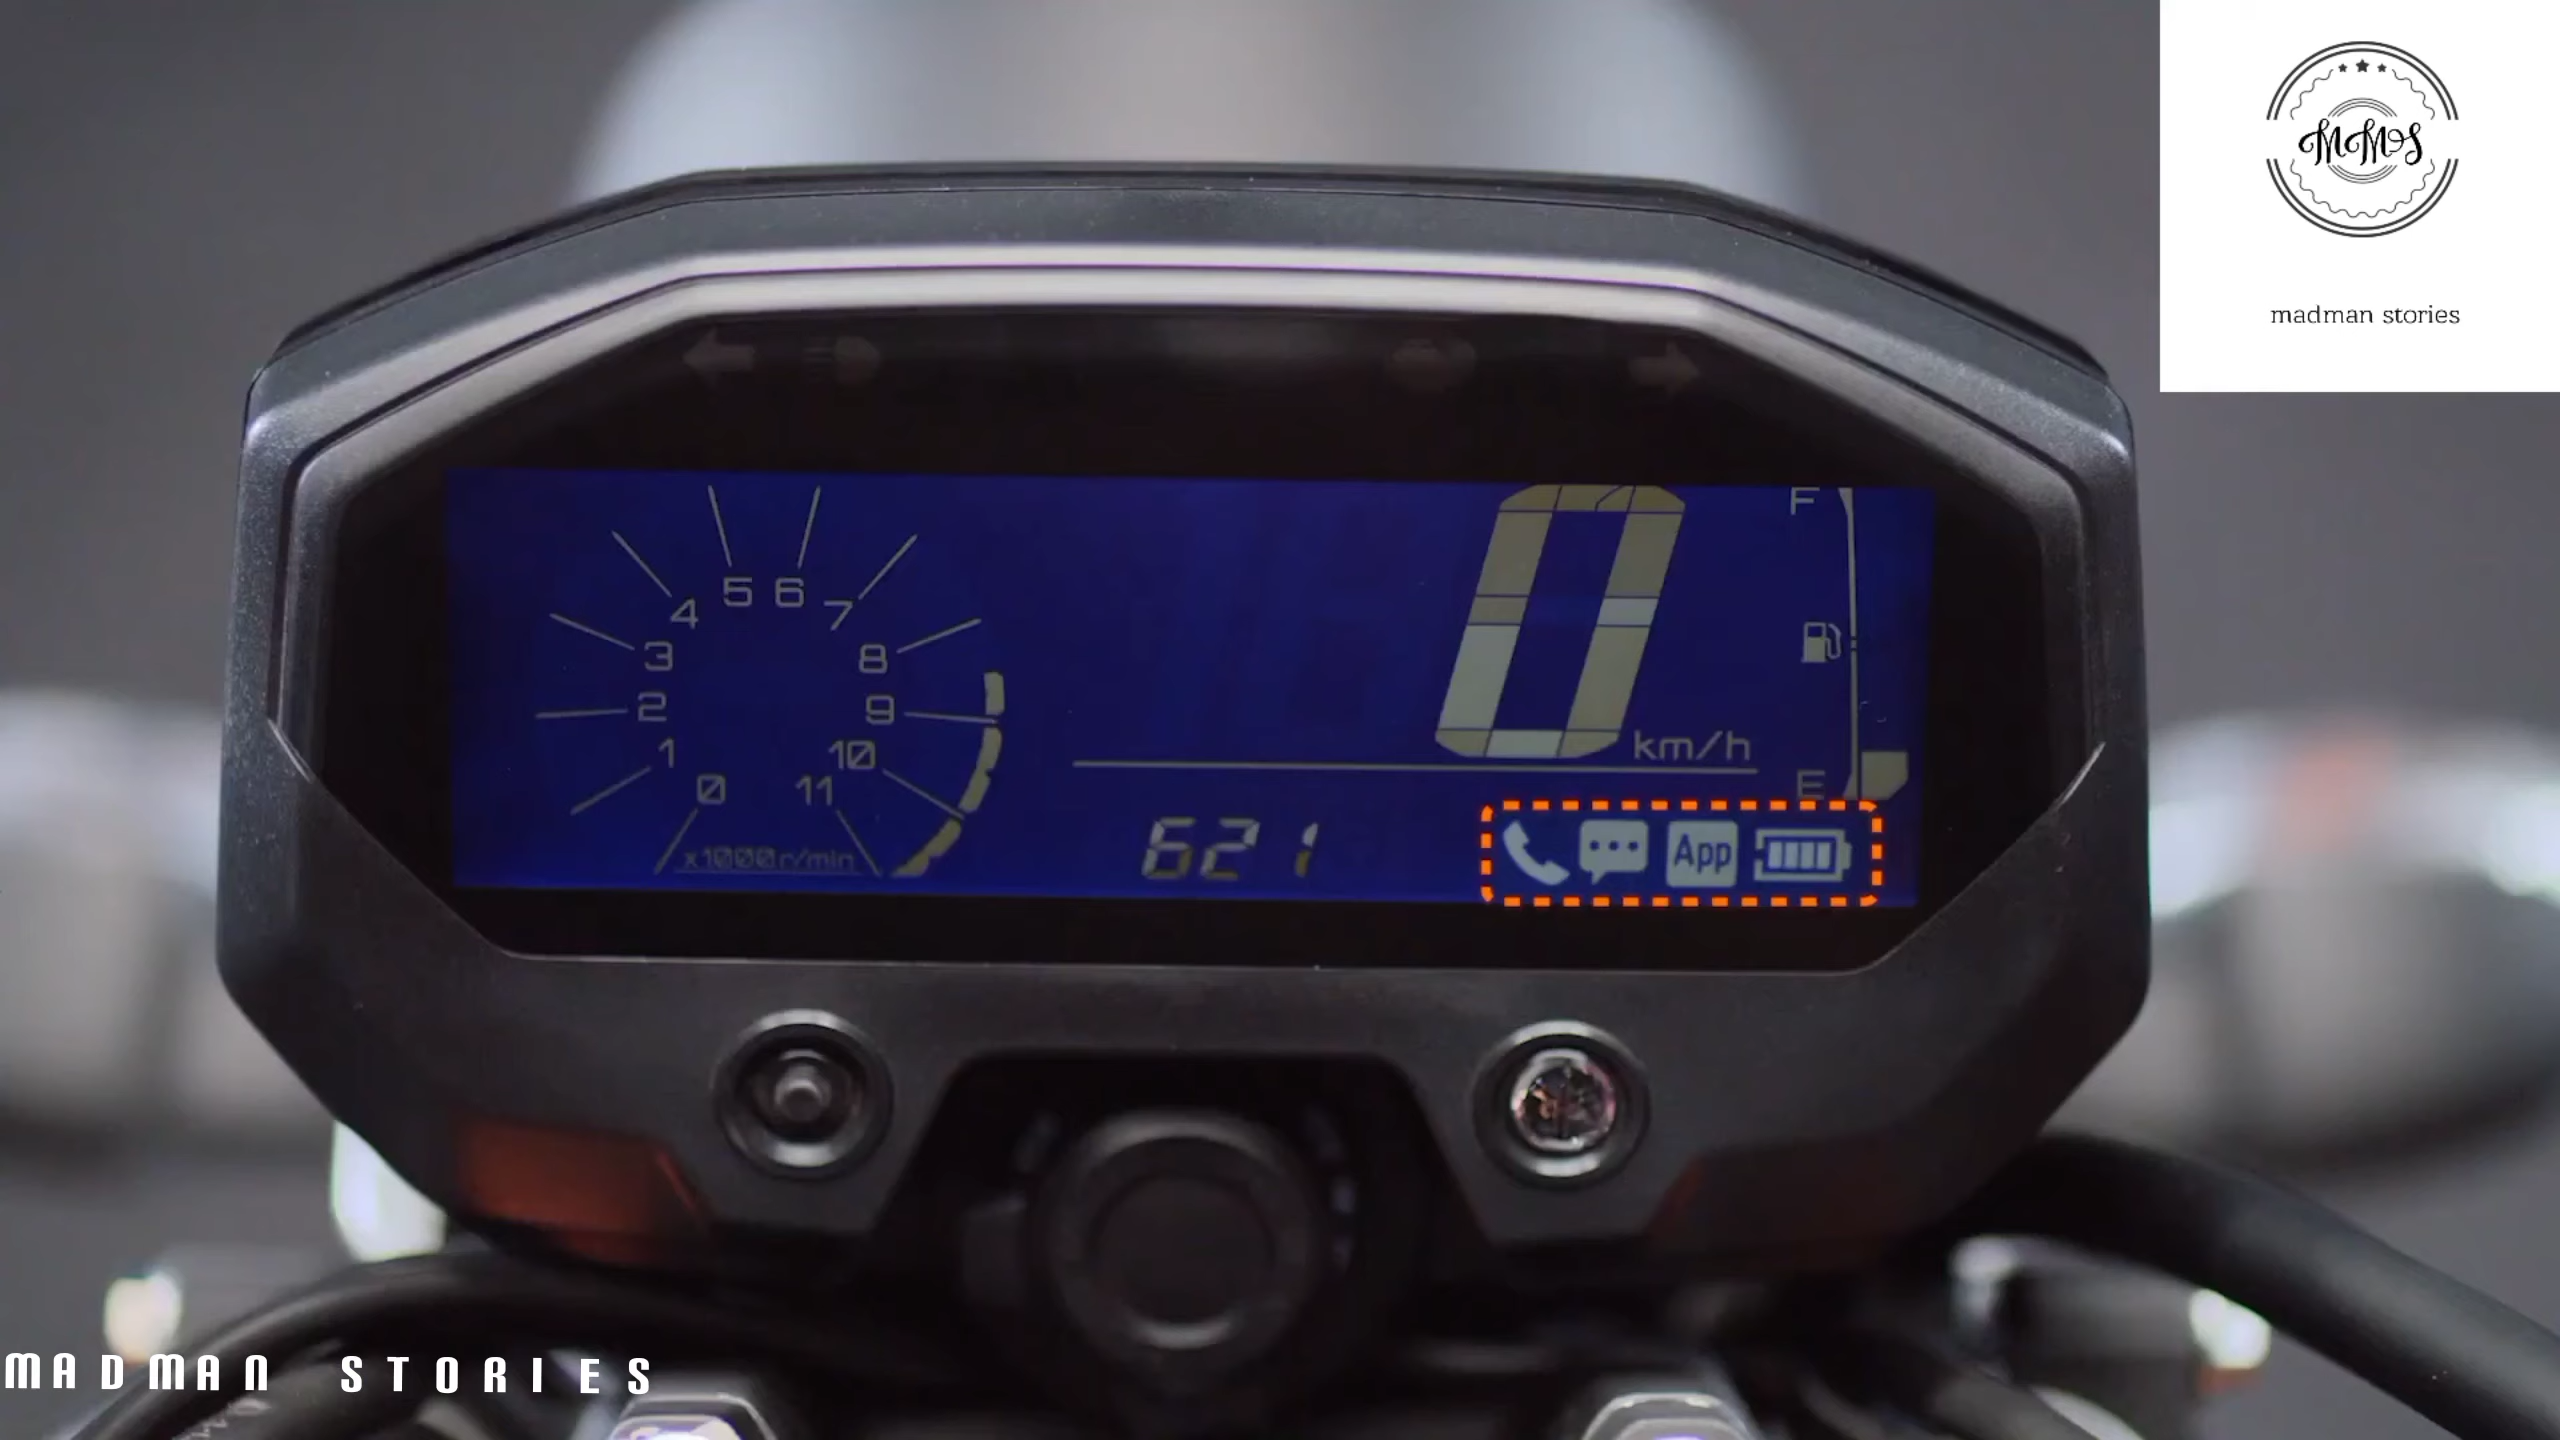 MMS
madman stories
F
5 6
4 7
3 8
2 9
1 10
0 11
x1000r/min
0
km/h
E
621
App
MADMAN STORIES